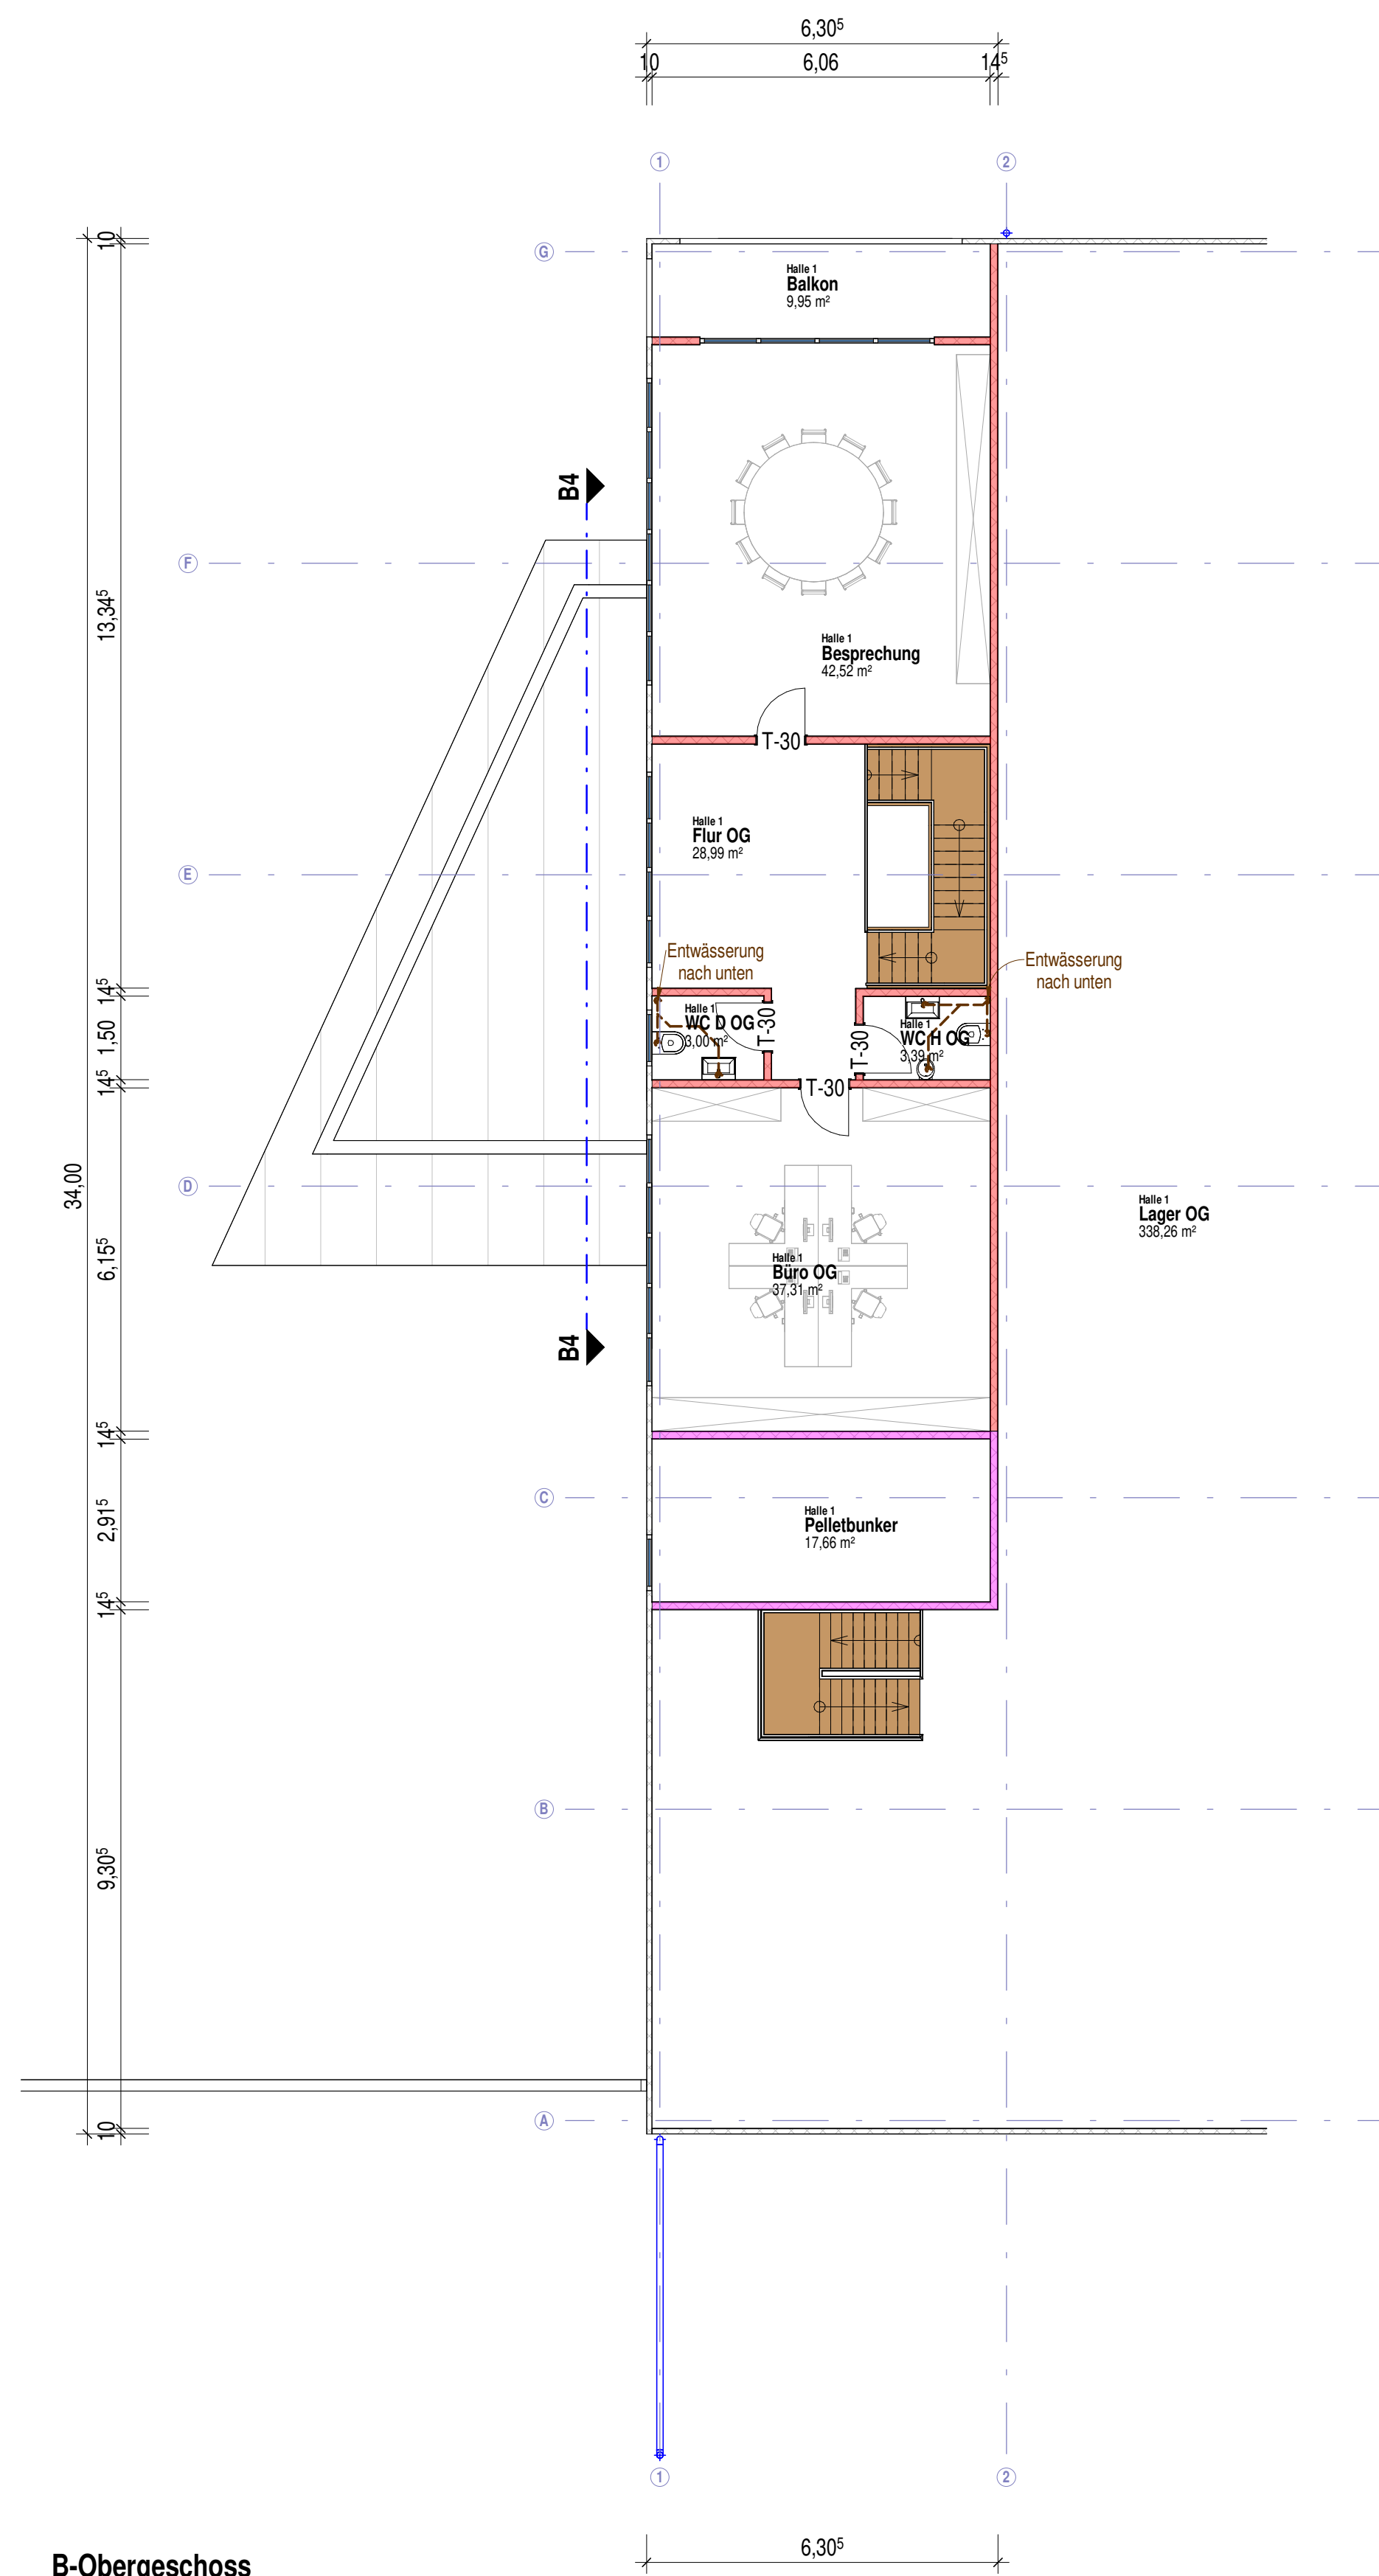 6,30⁵
10 6,06 14⁵
1 2
10
G
Halle 1
Balkon
9,95 m²
B4
F
13,34⁵
Halle 1
Besprechung
42,52 m²
T-30
Halle 1
Flur OG
28,99 m²
E
Entwässerung
nach unten
Entwässerung
nach unten
14⁵
Halle 1
WC D OG
3,00 m²
T-30
Halle 1
WC H OG
3,39 m²
T-30
1,50
14⁵
T-30
34,00
D
Halle 1
Lager OG
338,26 m²
6,15⁵
Halle 1
Büro OG
37,31 m²
B4
14⁵
C
2,91⁵
Halle 1
Pelletbunker
17,66 m²
14⁵
B
9,30⁵
A
10
1 2
6,30⁵
B-Obergeschoss